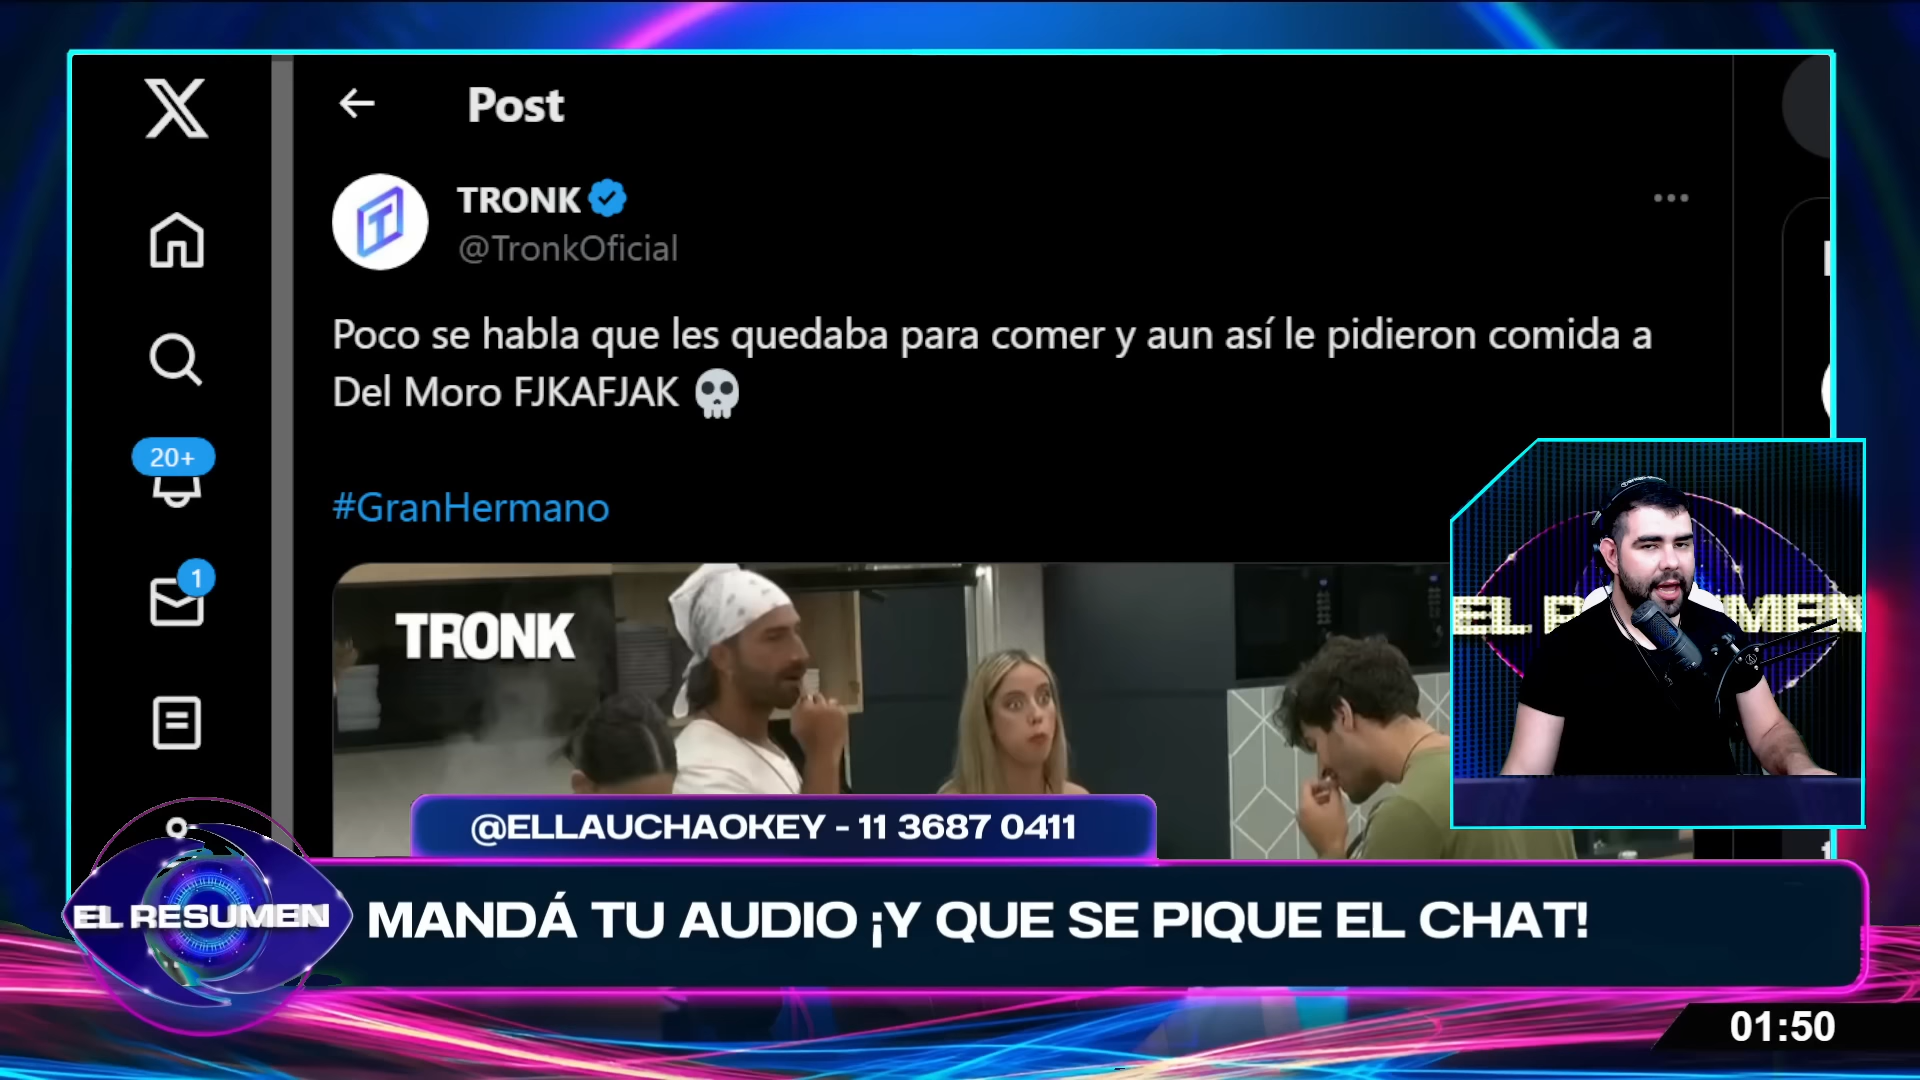 Post
TRONK
@TronkOficial
Poco se habla que les quedaba para comer y aun así le pidieron comida a
Del Moro FJKAFJAK 💀
#GranHermano
20+
1
TRONK
EL RESUMEN
@ELLAUCHAOKEY - 11 3687 0411
EL RESUMEN
MANDÁ TU AUDIO ¡Y QUE SE PIQUE EL CHAT!
01:50